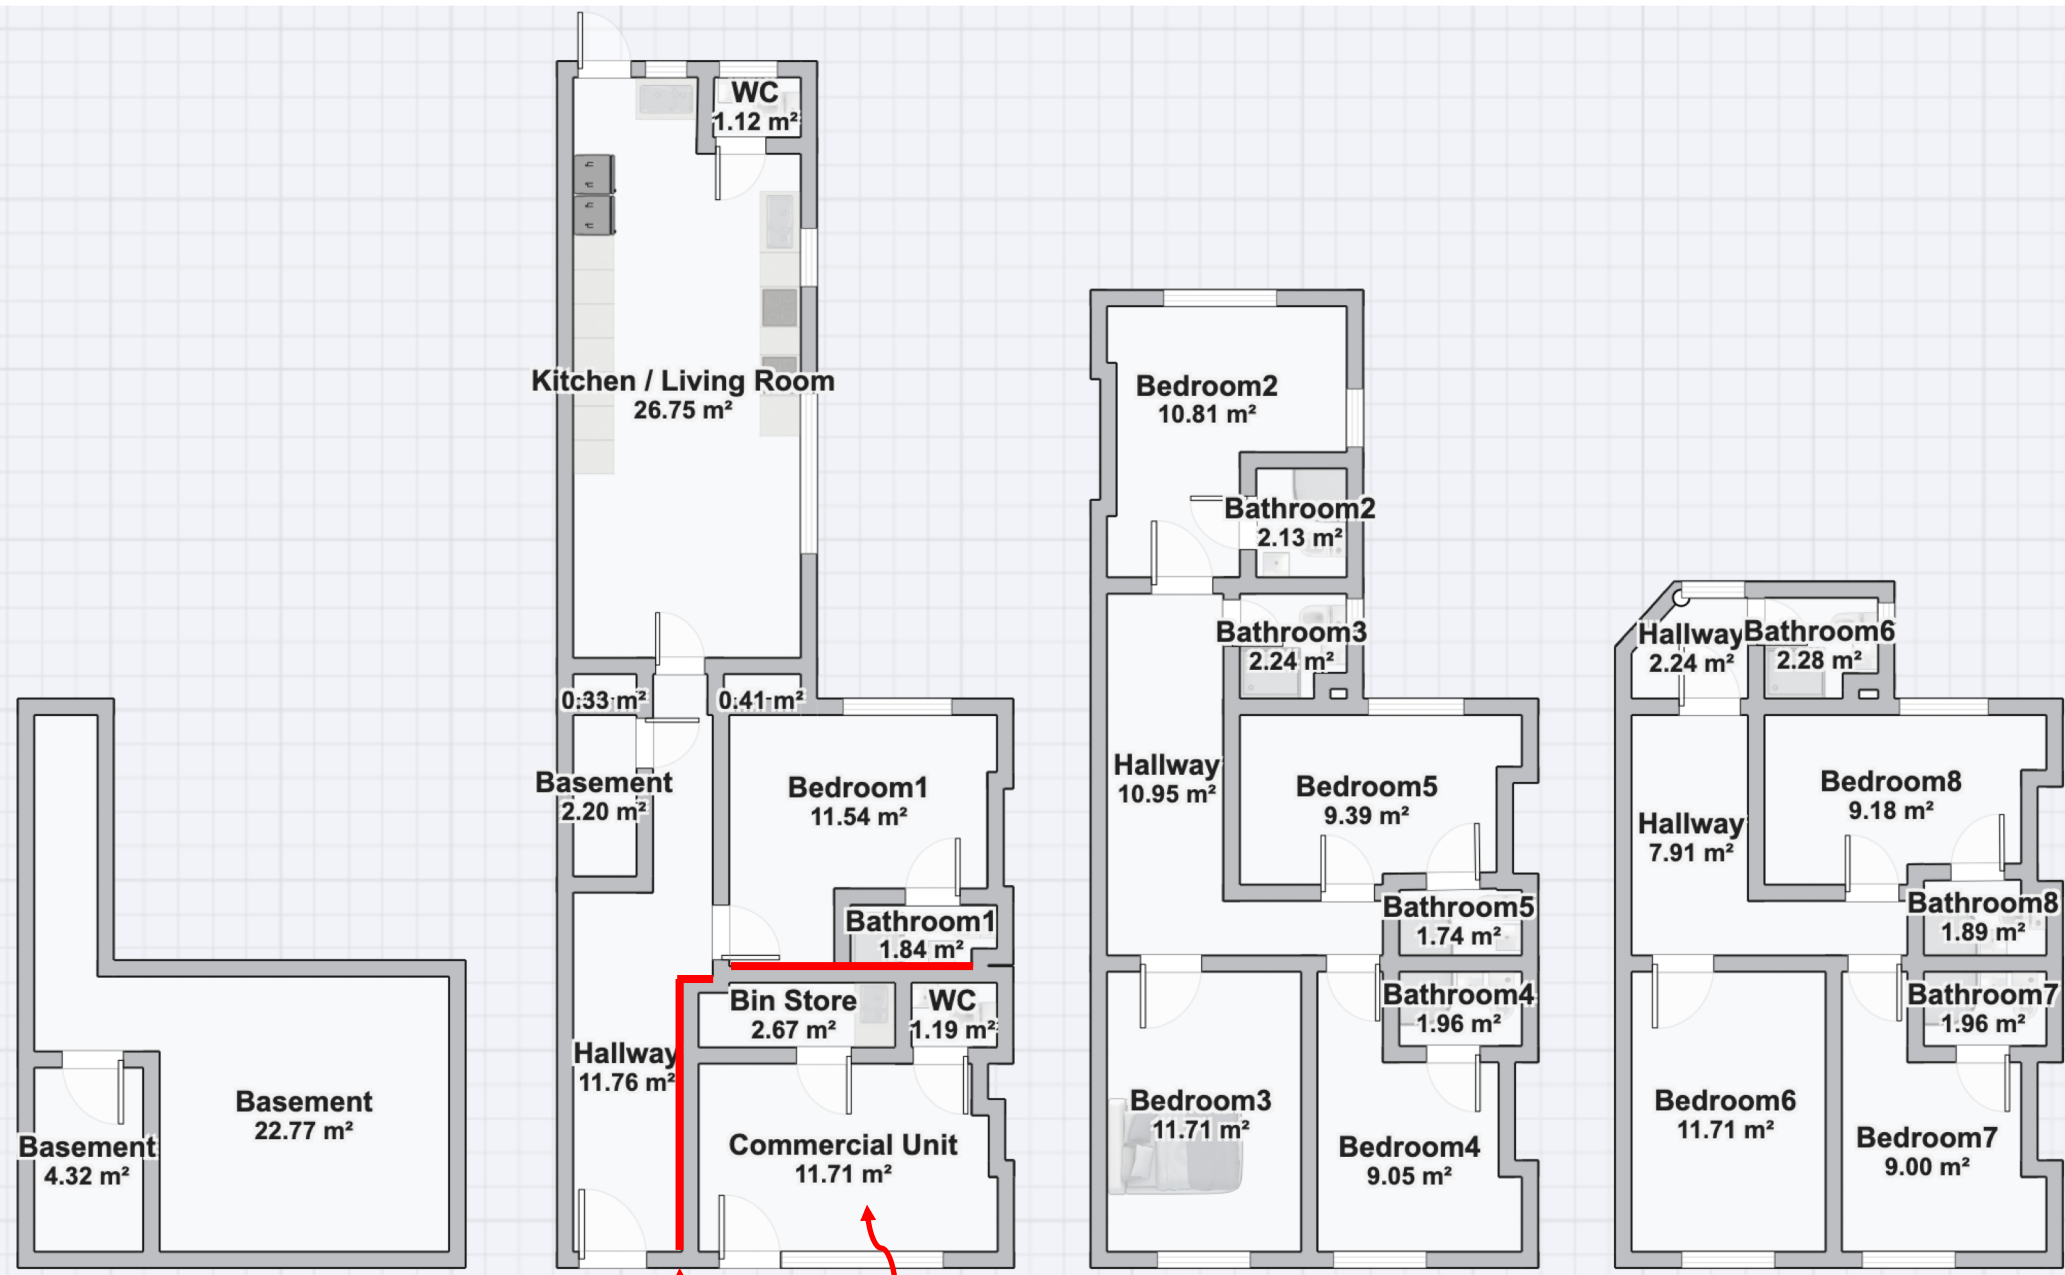 WC
1.12 m²
Kitchen / Living Room
26.75 m²
0.33 m²
0.41 m²
Basement
2.20 m²
Bedroom1
11.54 m²
Bathroom1
1.84 m²
Bin Store
2.67 m²
WC
1.19 m²
Hallway
11.76 m²
Commercial Unit
11.71 m²
Basement
22.77 m²
Basement
4.32 m²
Bedroom2
10.81 m²
Bathroom2
2.13 m²
Bathroom3
2.24 m²
Hallway
10.95 m²
Bedroom5
9.39 m²
Bathroom5
1.74 m²
Bathroom4
1.96 m²
Bedroom3
11.71 m²
Bedroom4
9.05 m²
Hallway
2.24 m²
Bathroom6
2.28 m²
Hallway
7.91 m²
Bedroom8
9.18 m²
Bathroom8
1.89 m²
Bathroom7
1.96 m²
Bedroom6
11.71 m²
Bedroom7
9.00 m²